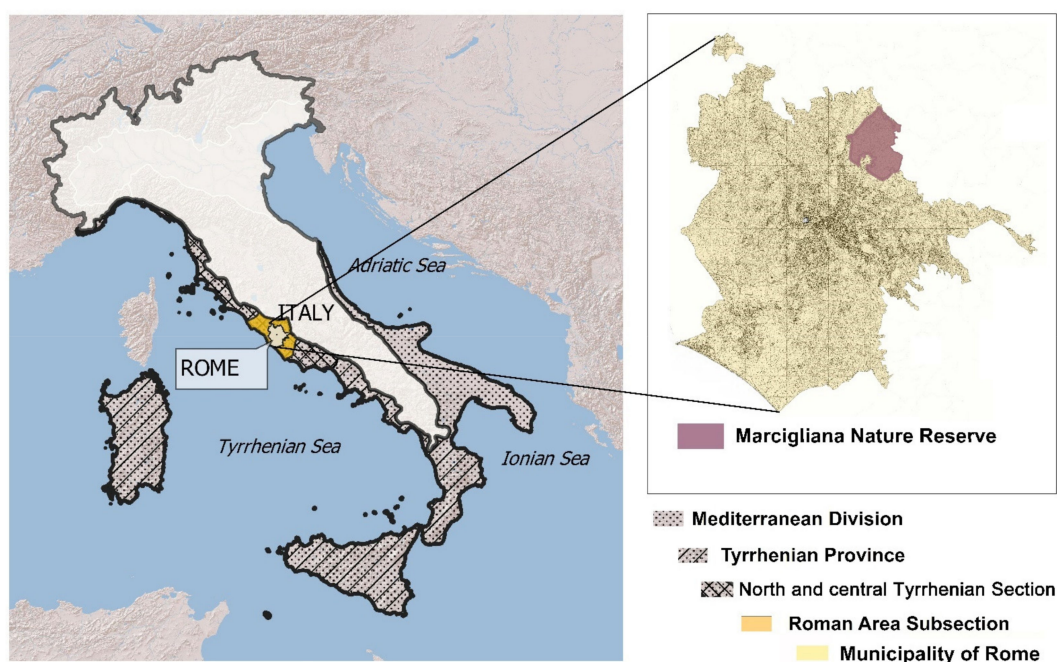 Adriatic Sea
ITALY
ROME
Tyrrhenian Sea
Ionian Sea
Marcigliana Nature Reserve
Mediterranean Division
Tyrrhenian Province
North and central Tyrrhenian Section
Roman Area Subsection
Municipality of Rome